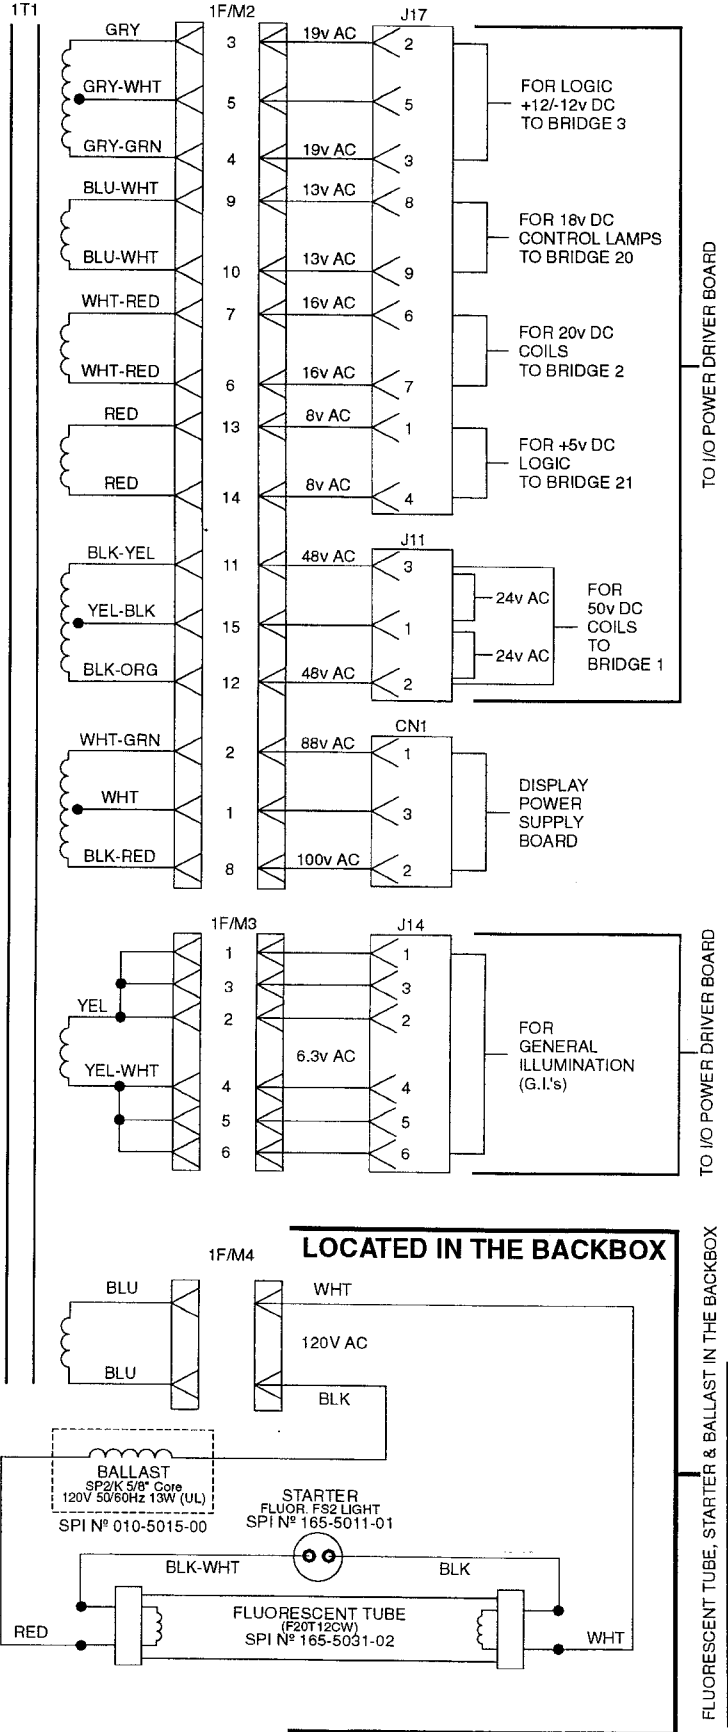 1T1
1F/M2
J17
GRY
3
19v AC
2
GRY-WHT
5
5
GRY-GRN
4
19v AC
3
FOR LOGIC
+12/-12v DC
TO BRIDGE 3
BLU-WHT
9
13v AC
8
BLU-WHT
10
13v AC
9
FOR 18v DC
CONTROL LAMPS
TO BRIDGE 20
WHT-RED
7
16v AC
6
WHT-RED
6
16v AC
7
FOR 20v DC
COILS
TO BRIDGE 2
RED
13
8v AC
1
RED
14
8v AC
4
FOR +5v DC
LOGIC
TO BRIDGE 21
TO I/O POWER DRIVER BOARD
J11
BLK-YEL
11
48v AC
3
24v AC
YEL-BLK
15
1
24v AC
BLK-ORG
12
48v AC
2
FOR
50v DC
COILS
TO
BRIDGE 1
CN1
WHT-GRN
2
88v AC
1
WHT
1
3
BLK-RED
8
100v AC
2
DISPLAY
POWER
SUPPLY
BOARD
1F/M3
J14
1
1
3
3
YEL
2
2
6.3v AC
YEL-WHT
4
4
5
5
6
6
FOR
GENERAL
ILLUMINATION
(G.I.'s)
TO I/O POWER DRIVER BOARD
LOCATED IN THE BACKBOX
1F/M4
BLU
WHT
120V AC
BLU
BLK
BALLAST
SP2/K 5/8" Core
120V 50/60Hz 13W (UL)
SPI Nº 010-5015-00
STARTER
FLUOR. FS2 LIGHT
SPI Nº 165-5011-01
BLK-WHT
BLK
FLUORESCENT TUBE
(F20T12CW)
SPI Nº 165-5031-02
RED
WHT
FLUORESCENT TUBE, STARTER & BALLAST IN THE BACKBOX